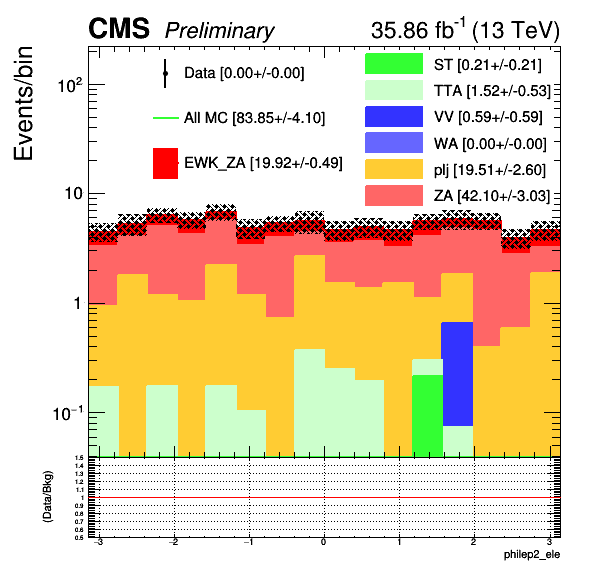 CMS Preliminary 35.86 fb⁻¹ (13 TeV)
Events/bin
Data [0.00+/-0.00]
All MC [83.85+/-4.10]
EWK_ZA [19.92+/-0.49]
ST [0.21+/-0.21]
TTA [1.52+/-0.53]
VV [0.59+/-0.59]
WA [0.00+/-0.00]
plj [19.51+/-2.60]
ZA [42.10+/-3.03]
10²
10
1
10⁻¹
(Data/Bkg)
1.5
1.4
1.3
1.2
1.1
1
0.9
0.8
0.7
0.6
0.5
−3 −2 −1 0 1 2 3
philep2_ele